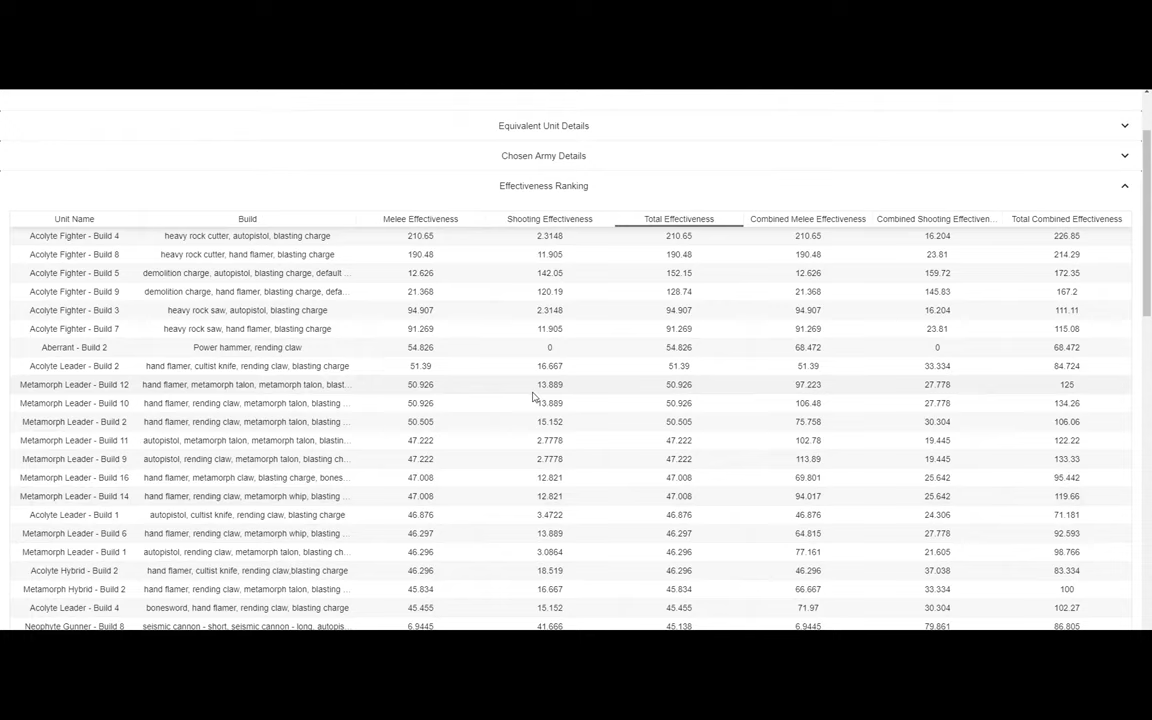 Equivalent Unit Details
Chosen Army Details
Effectiveness Ranking
Unit Name Build Melee Effectiveness Shooting Effectiveness Total Effectiveness Combined Melee Effectiveness Combined Shooting Effectiven... Total Combined Effectiveness
Acolyte Fighter - Build 4 heavy rock cutter, autopistol, blasting charge 210.65 2.3148 210.65 210.65 16.204 226.85
Acolyte Fighter - Build 8 heavy rock cutter, hand flamer, blasting charge 190.48 11.905 190.48 190.48 23.81 214.29
Acolyte Fighter - Build 5 demolition charge, autopistol, blasting charge, default ... 12.626 142.05 152.15 12.626 159.72 172.35
Acolyte Fighter - Build 9 demolition charge, hand flamer, blasting charge, defa... 21.368 120.19 128.74 21.368 145.83 167.2
Acolyte Fighter - Build 3 heavy rock saw, autopistol, blasting charge 94.907 2.3148 94.907 94.907 16.204 111.11
Acolyte Fighter - Build 7 heavy rock saw, hand flamer, blasting charge 91.269 11.905 91.269 91.269 23.81 115.08
Aberrant - Build 2 Power hammer, rending claw 54.826 0 54.826 68.472 0 68.472
Acolyte Leader - Build 2 hand flamer, cultist knife, rending claw, blasting charge 51.39 16.667 51.39 51.39 33.334 84.724
Metamorph Leader - Build 12 hand flamer, metamorph talon, metamorph talon, blast... 50.926 13.889 50.926 97.223 27.778 125
Metamorph Leader - Build 10 hand flamer, rending claw, metamorph talon, blasting ... 50.926 13.889 50.926 106.48 27.778 134.26
Metamorph Leader - Build 2 hand flamer, rending claw, metamorph talon, blasting ... 50.505 15.152 50.505 75.758 30.304 106.06
Metamorph Leader - Build 11 autopistol, metamorph talon, metamorph talon, blastin... 47.222 2.7778 47.222 102.78 19.445 122.22
Metamorph Leader - Build 9 autopistol, rending claw, metamorph talon, blasting ch... 47.222 2.7778 47.222 113.89 19.445 133.33
Metamorph Leader - Build 16 hand flamer, metamorph claw, blasting charge, bones... 47.008 12.821 47.008 69.801 25.642 95.442
Metamorph Leader - Build 14 hand flamer, rending claw, metamorph whip, blasting ... 47.008 12.821 47.008 94.017 25.642 119.66
Acolyte Leader - Build 1 autopistol, cultist knife, rending claw, blasting charge 46.876 3.4722 46.876 46.876 24.306 71.181
Metamorph Leader - Build 6 hand flamer, rending claw, metamorph whip, blasting ... 46.297 13.889 46.297 64.815 27.778 92.593
Metamorph Leader - Build 1 autopistol, rending claw, metamorph talon, blasting ch... 46.296 3.0864 46.296 77.161 21.605 98.766
Acolyte Hybrid - Build 2 hand flamer, cultist knife, rending claw,blasting charge 46.296 18.519 46.296 46.296 37.038 83.334
Metamorph Hybrid - Build 2 hand flamer, rending claw, metamorph talon, blasting ... 45.834 16.667 45.834 66.667 33.334 100
Acolyte Leader - Build 4 bonesword, hand flamer, rending claw, blasting charge 45.455 15.152 45.455 71.97 30.304 102.27
Neophyte Gunner - Build 8 seismic cannon - short, seismic cannon - long, autopis... 6.9445 41.666 45.138 6.9445 79.861 86.805